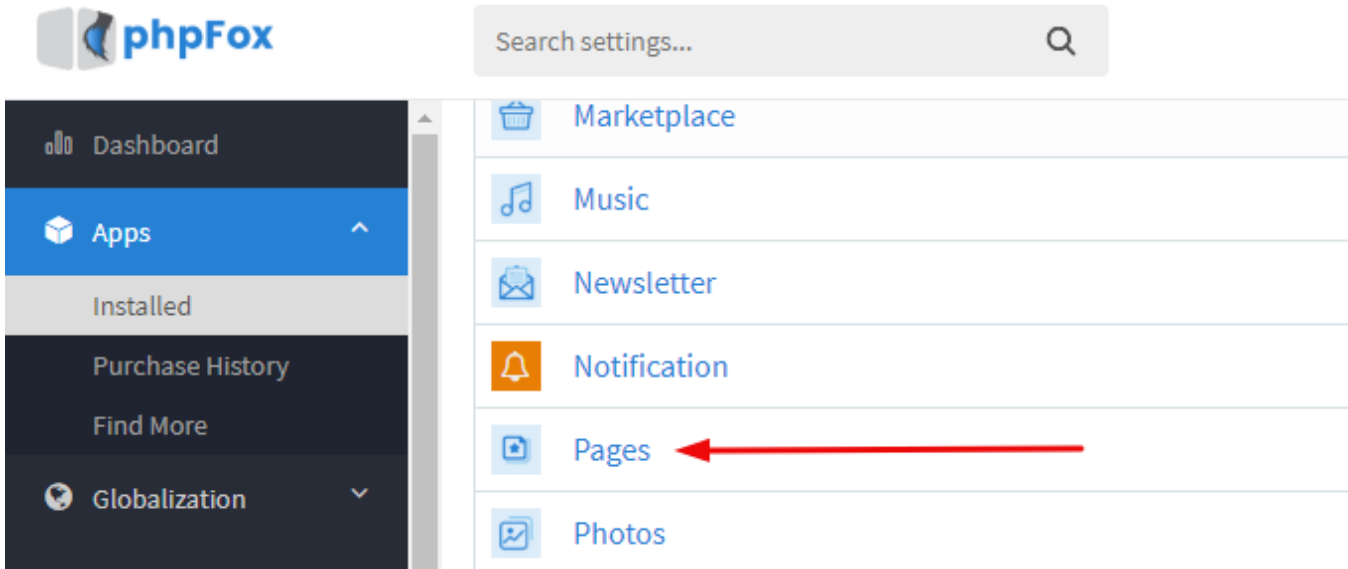 phpFox
Search settings...
Dashboard
Apps
Installed
Purchase History
Find More
Globalization
Marketplace
Music
Newsletter
Notification
Pages
Photos